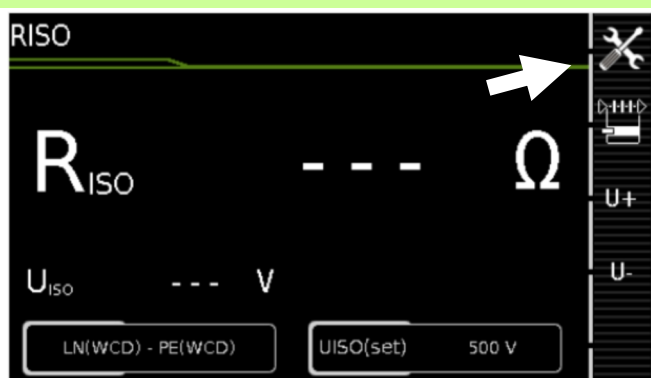 RISO
RISO --- Ω
U+
U-
UISO --- V
LN(WCD) - PE(WCD) UISO(set) 500 V